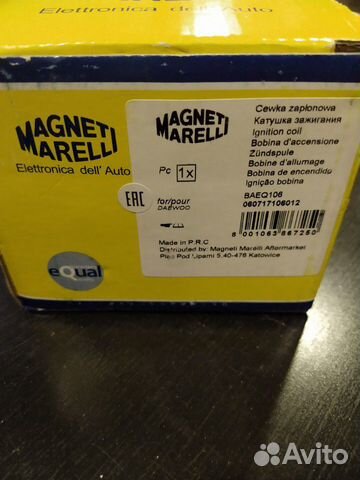 Elettronica dell'Auto
MAGNETI
MARELLI
Elettronica dell' Auto
eQual
MAGNETI
MARELLI
Pc 1x
EAC
for/pour
DAEWOO
Cewka zapłonowa
Катушка зажигания
Ignition coil
Bobina d'accensione
Zündspule
Bobine d'allumage
Bobina de encendido
Ignição bobina
BAEQ106
060717106012
8 001063 867250
Made in P.R.C
Distributed by: Magneti Marelli Aftermarket
Plac Pod Lipami 5,40-476 Katowice
Avito